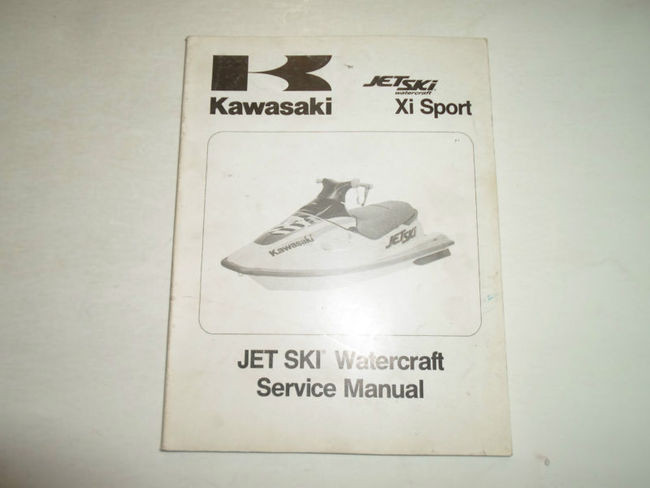 Kawasaki
JET SKI
watercraft
Xi Sport
Kawasaki
JET SKI
JET SKI® Watercraft
Service Manual